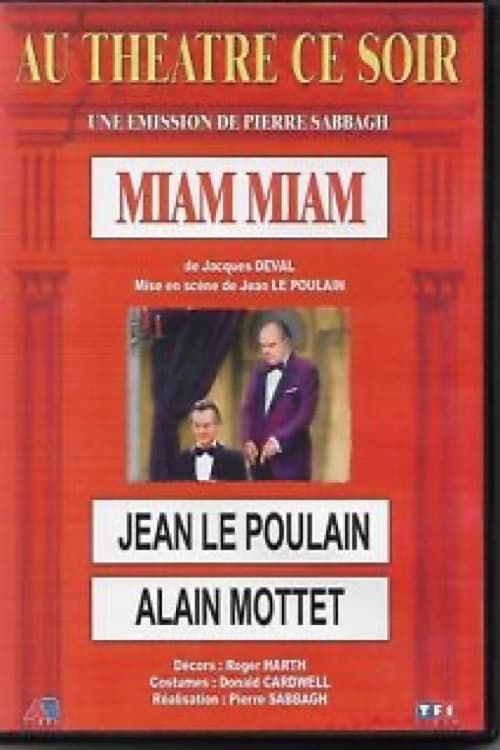 AU THEATRE CE SOIR
UNE EMISSION DE PIERRE SABBAGH
MIAM MIAM
de Jacques DEVAL
Mise en scène de Jean LE POULAIN
JEAN LE POULAIN
ALAIN MOTTET
Décors : Roger HARTH
Costumes : Donald CARDWELL
Réalisation : Pierre SABBAGH
TF1